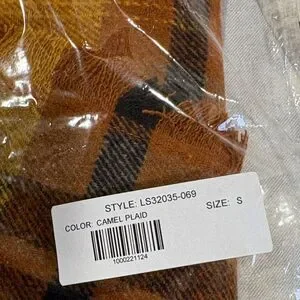 STYLE: LS32035-069
COLOR: CAMEL PLAID SIZE: S
1000221124